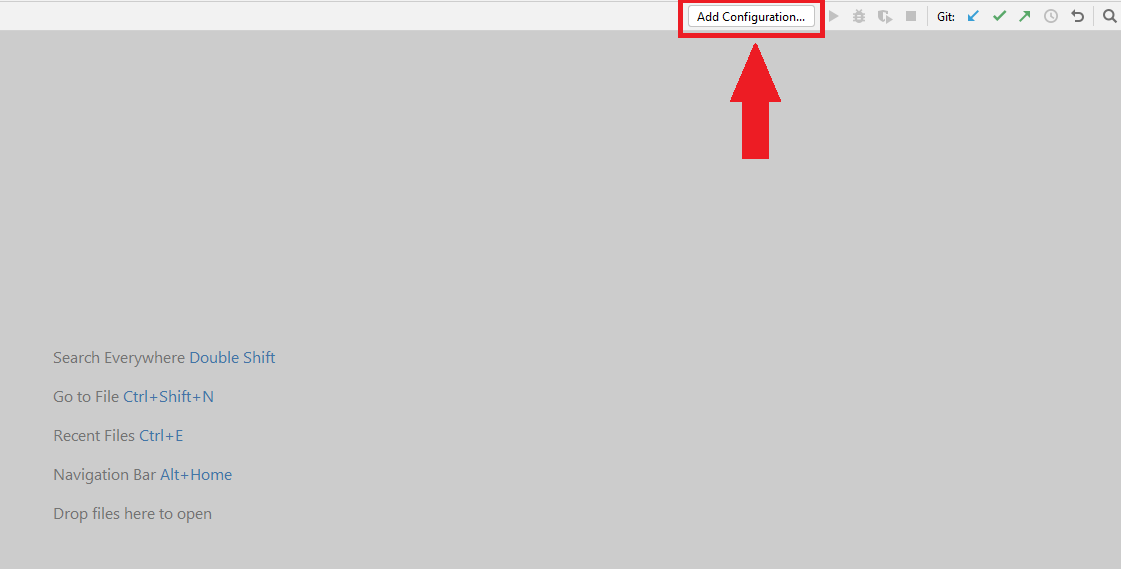 Add Configuration...
Git:
Search Everywhere Double Shift
Go to File Ctrl+Shift+N
Recent Files Ctrl+E
Navigation Bar Alt+Home
Drop files here to open